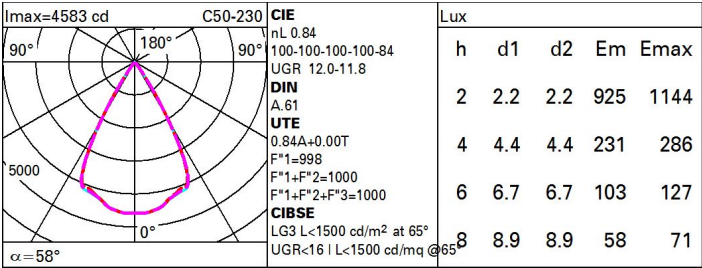 Imax=4583 cd C50-230
90° 180° 90°
5000
0°
α=58°
CIE
nL 0.84
100-100-100-100-84
UGR 12.0-11.8
DIN
A.61
UTE
0.84A+0.00T
F"1=998
F"1+F"2=1000
F"1+F"2+F"3=1000
CIBSE
LG3 L<1500 cd/m² at 65°
UGR<16 | L<1500 cd/mq @65°
Lux
h d1 d2 Em Emax
2 2.2 2.2 925 1144
4 4.4 4.4 231 286
6 6.7 6.7 103 127
8 8.9 8.9 58 71